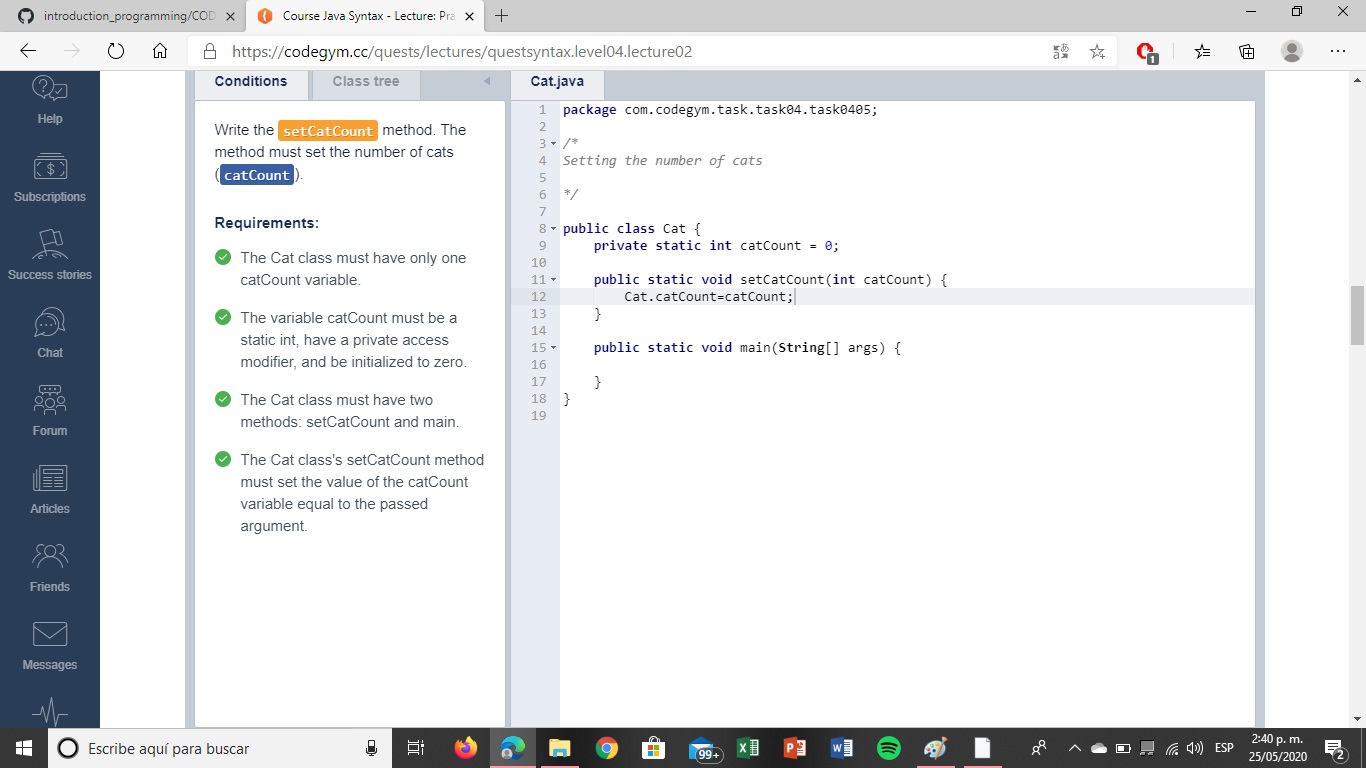 introduction_programming/COD
Course Java Syntax - Lecture: Pra
https://codegym.cc/quests/lectures/questsyntax.level04.lecture02
1
Help
Subscriptions
Success stories
Chat
Forum
Articles
Friends
Messages
Conditions
Class tree
Write the setCatCount method. The
method must set the number of cats
(catCount).
Requirements:
The Cat class must have only one
catCount variable.
The variable catCount must be a
static int, have a private access
modifier, and be initialized to zero.
The Cat class must have two
methods: setCatCount and main.
The Cat class's setCatCount method
must set the value of the catCount
variable equal to the passed
argument.
Cat.java
1 package com.codegym.task.task04.task0405;
2
3 /*
4 Setting the number of cats
5
6 */
7
8 public class Cat {
9 private static int catCount = 0;
10
11 public static void setCatCount(int catCount) {
12 Cat.catCount=catCount;
13 }
14
15 public static void main(String[] args) {
16
17 }
18 }
19
Escribe aquí para buscar
99+
ESP
2:40 p. m.
25/05/2020
2